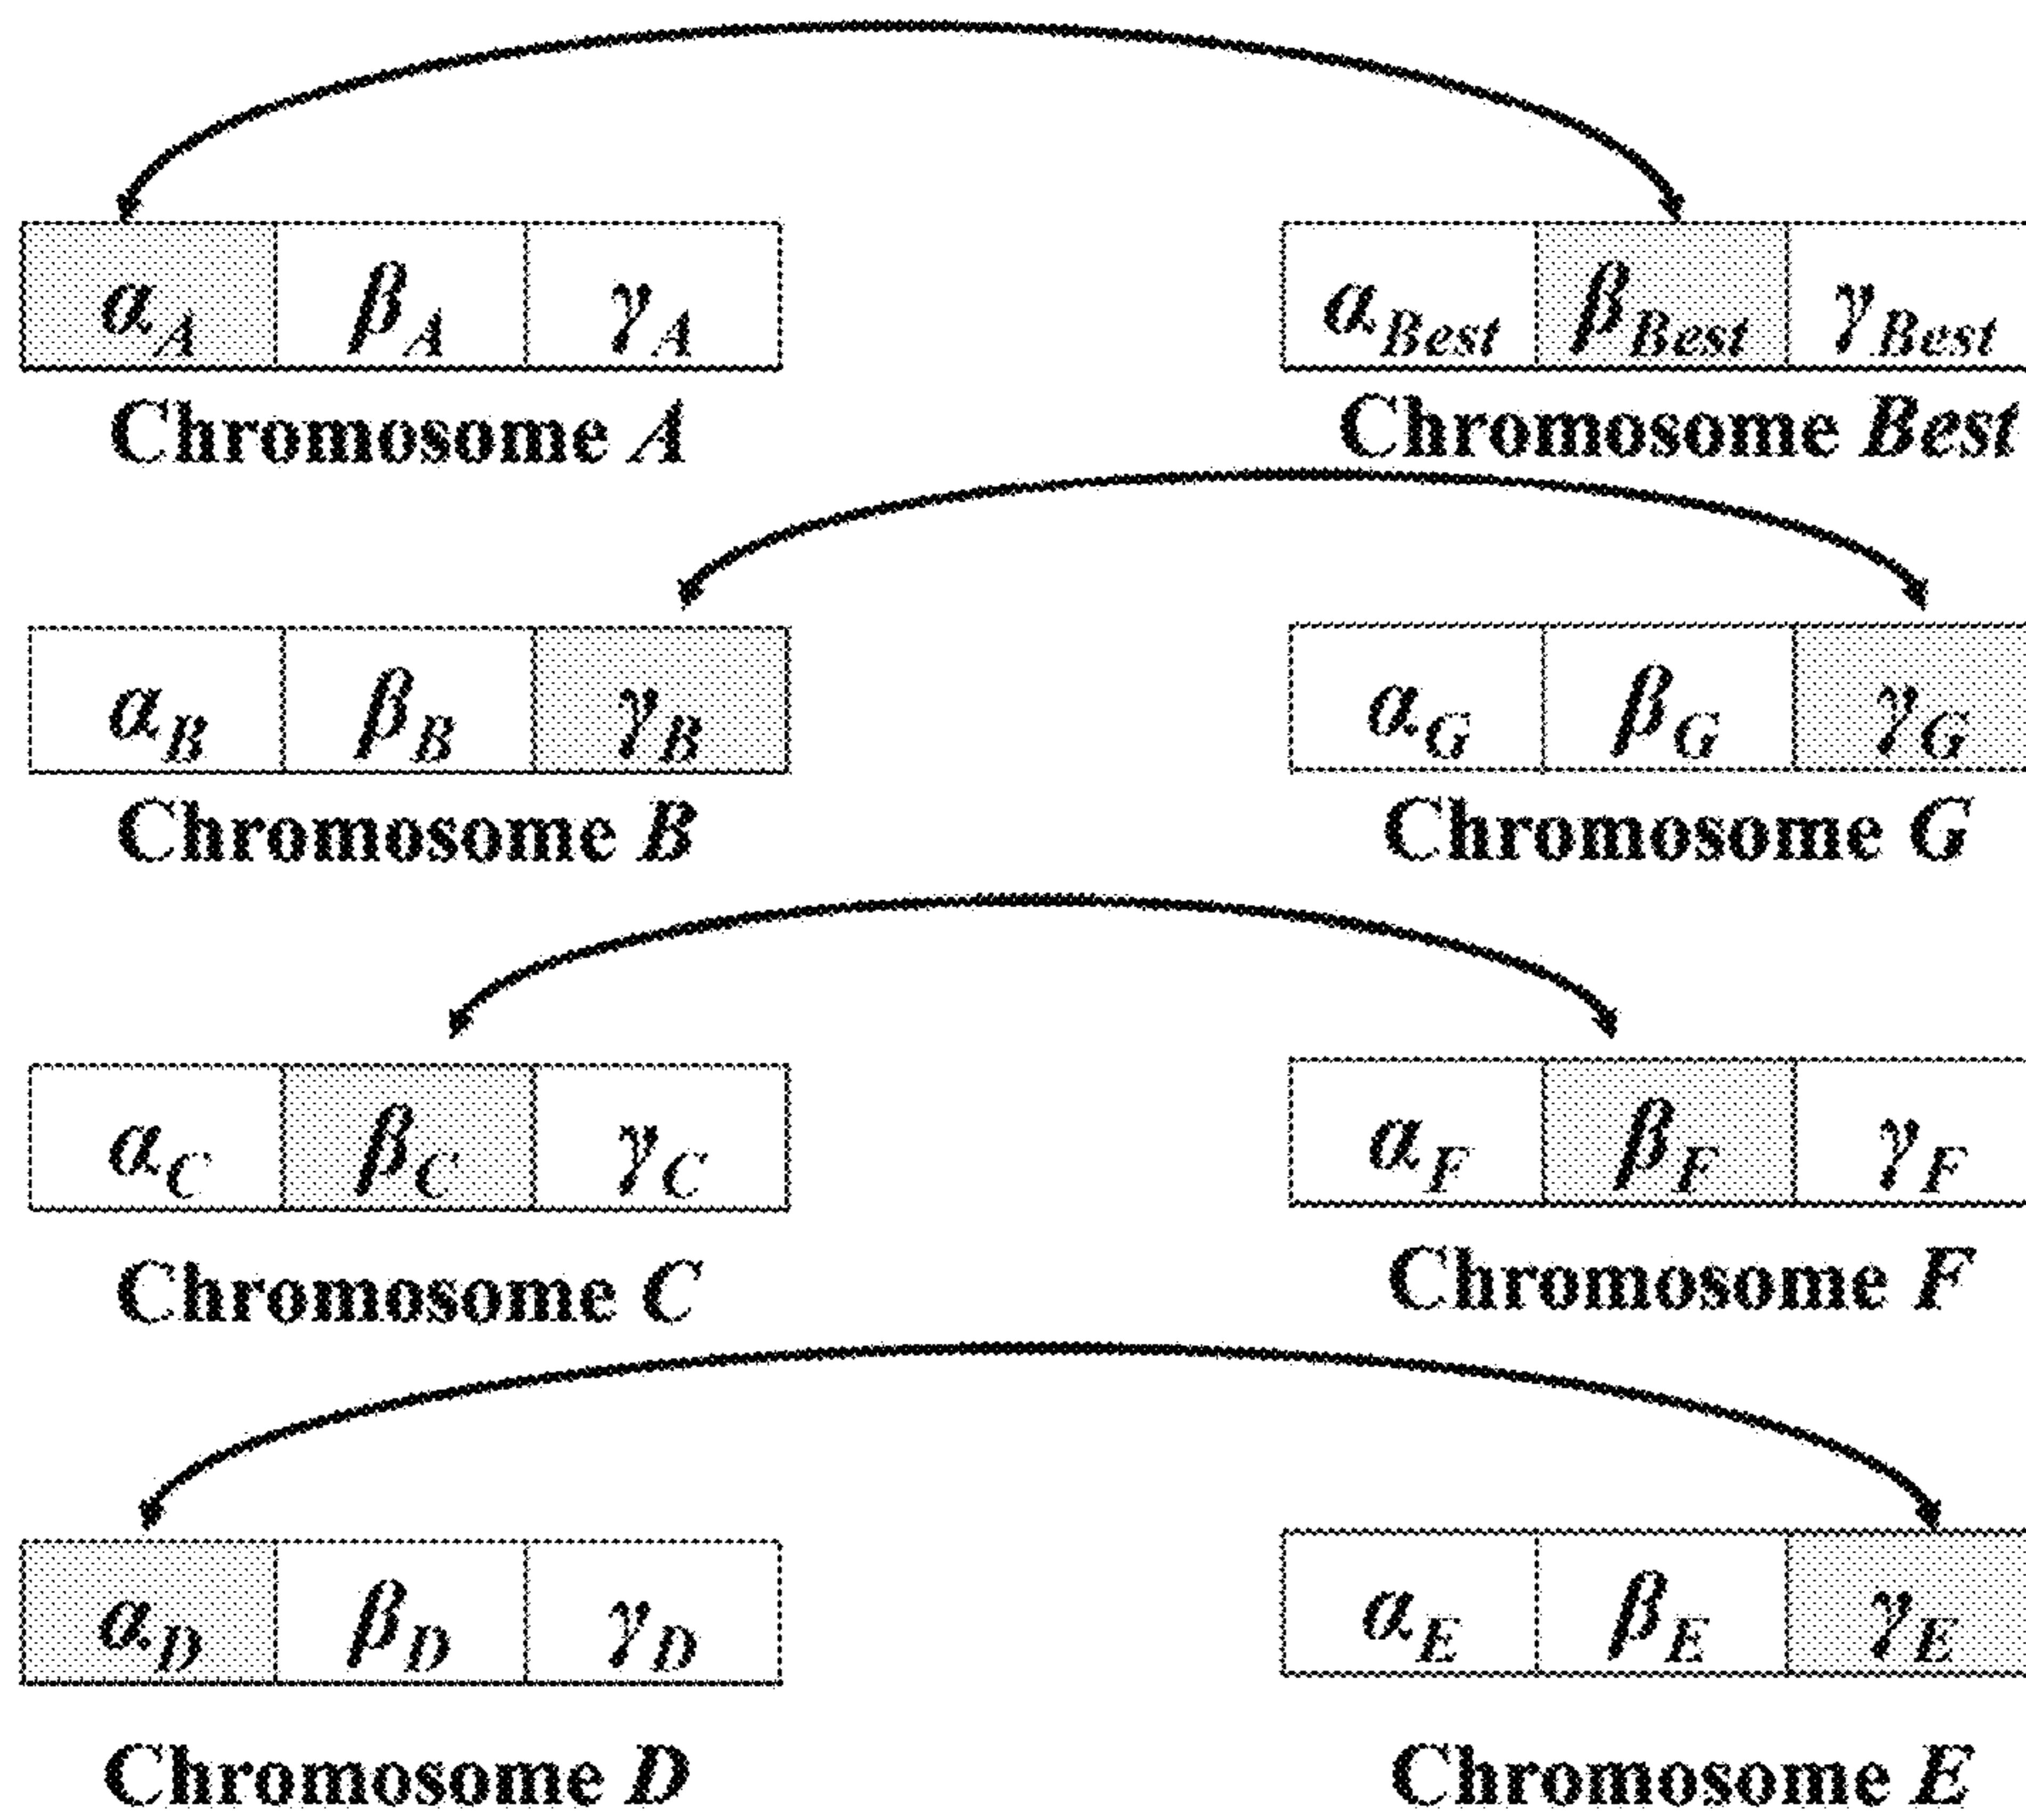 α_A β_A γ_A α_Best β_Best γ_Best
Chromosome A Chromosome Best
α_B β_B γ_B α_G β_G γ_G
Chromosome B Chromosome G
α_C β_C γ_C α_F β_F γ_F
Chromosome C Chromosome F
α_D β_D γ_D α_E β_E γ_E
Chromosome D Chromosome E